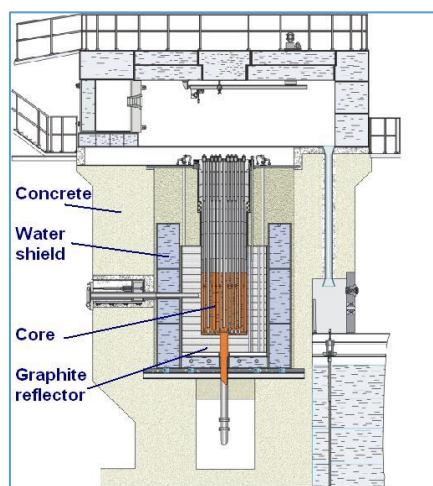 Concrete
Water
shield
Core
Graphite
reflector